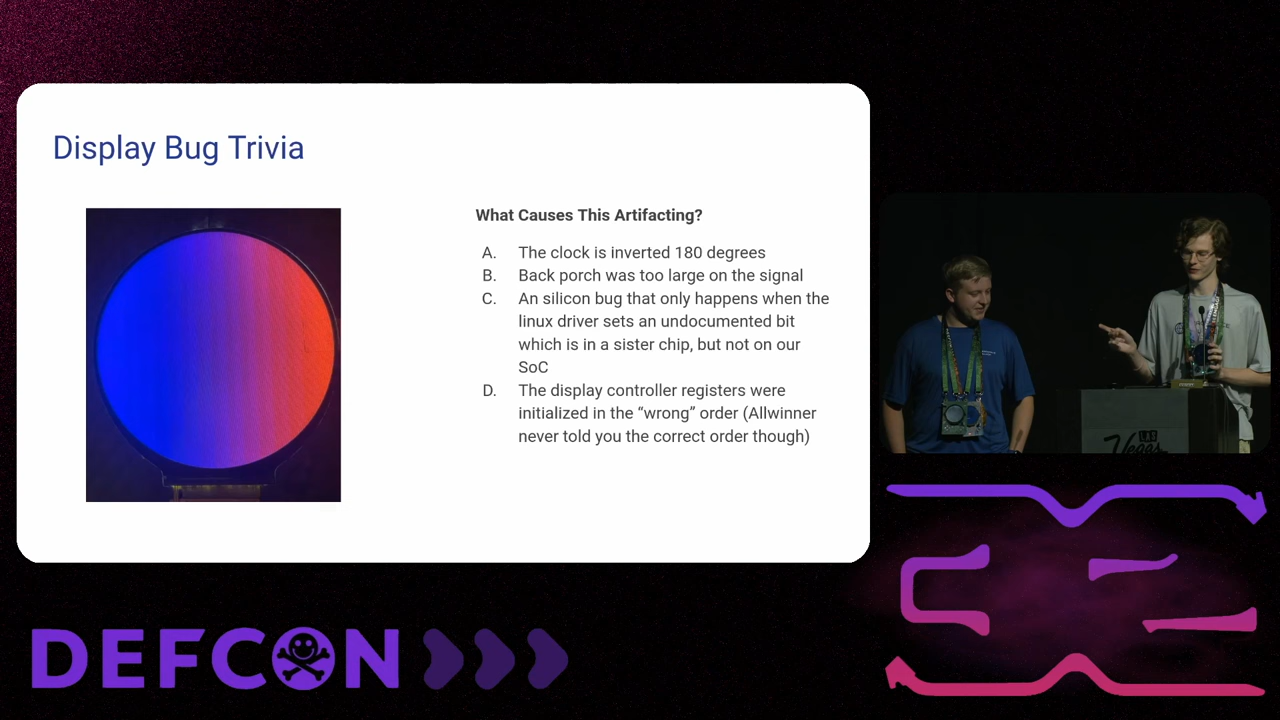 Display Bug Trivia
What Causes This Artifacting?
A. The clock is inverted 180 degrees
B. Back porch was too large on the signal
C. An silicon bug that only happens when the
linux driver sets an undocumented bit
which is in a sister chip, but not on our
SoC
D. The display controller registers were
initialized in the “wrong” order (Allwinner
never told you the correct order though)
LAS
Vegas
DEFCON